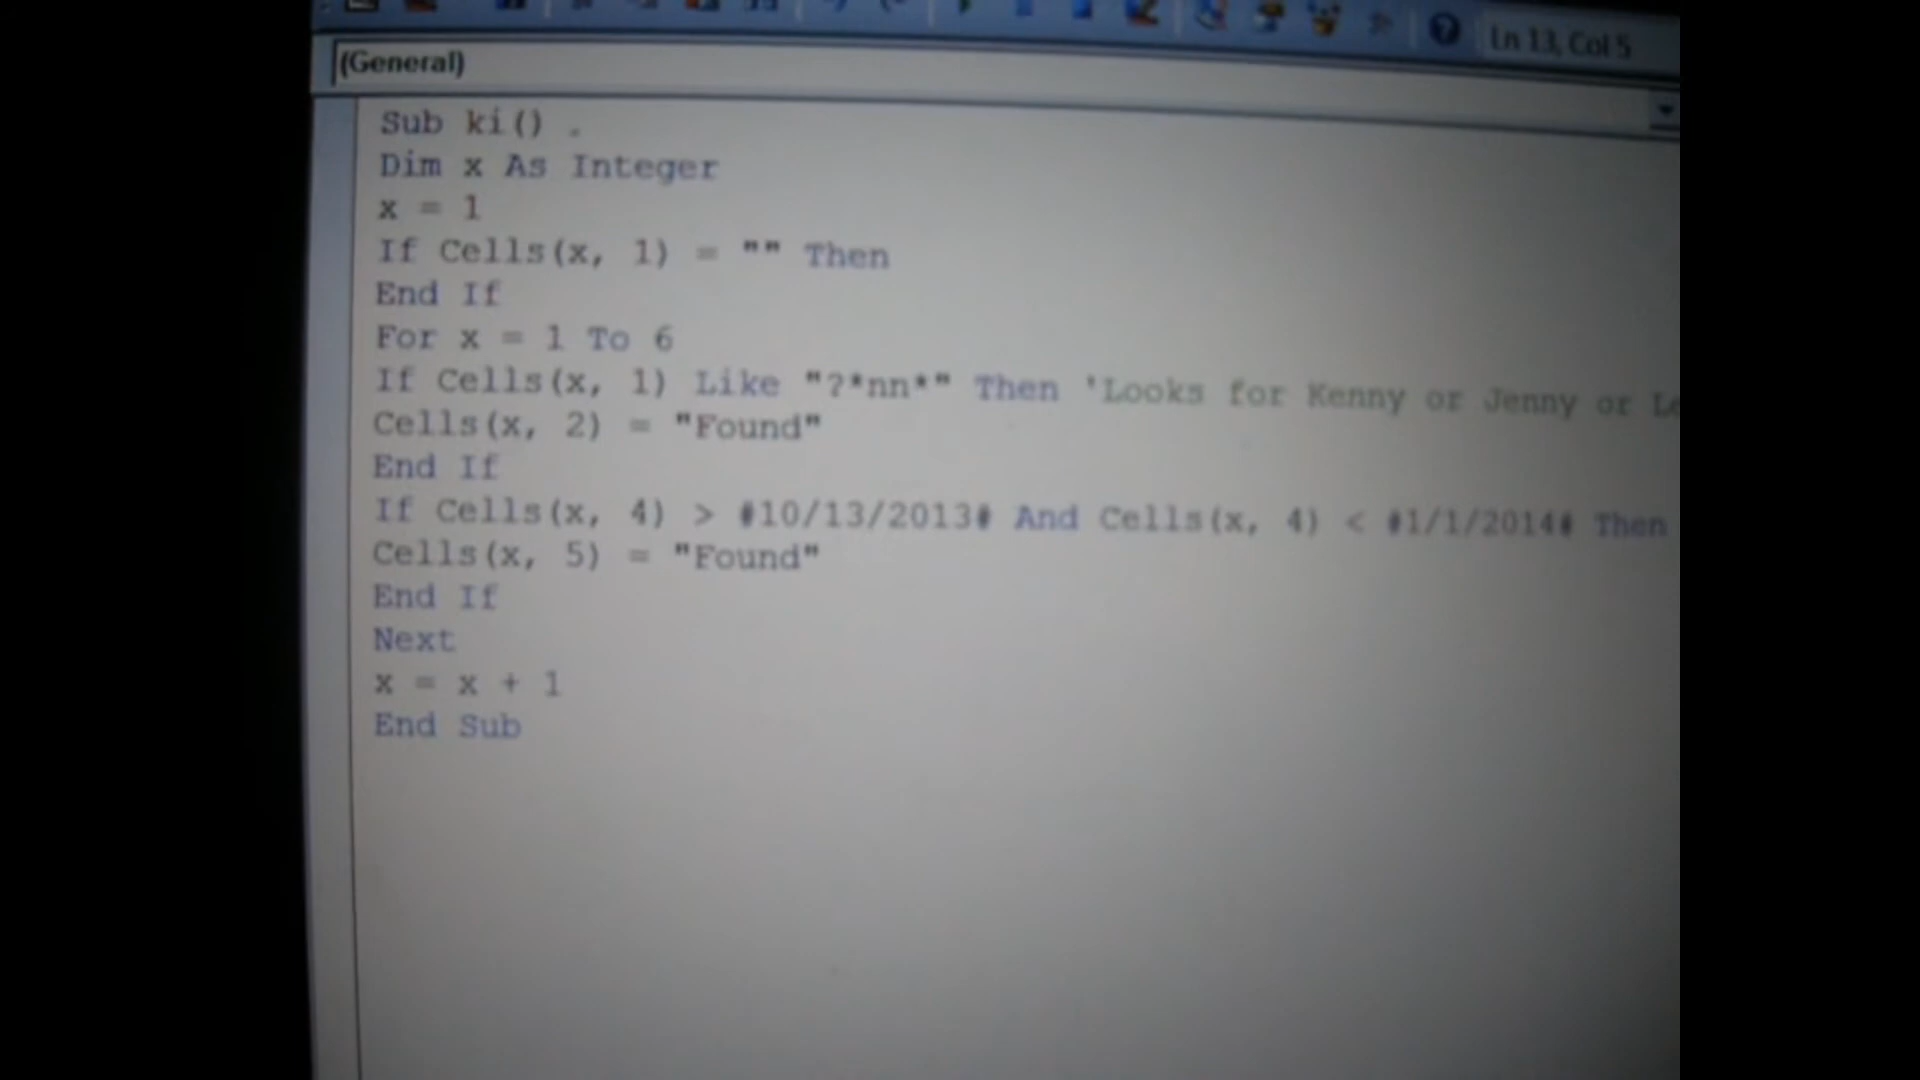 Ln 13, Col 5
(General)
Sub ki()
Dim x As Integer
x = 1
If Cells(x, 1) = "" Then
End If
For x = 1 To 6
If Cells(x, 1) Like "?*nn*" Then 'Looks for Kenny or Jenny or
Cells(x, 2) = "Found"
End If
If Cells(x, 4) > #10/13/2013# And Cells(x, 4) < #1/1/2014# Then
Cells(x, 5) = "Found"
End If
Next
x = x + 1
End Sub